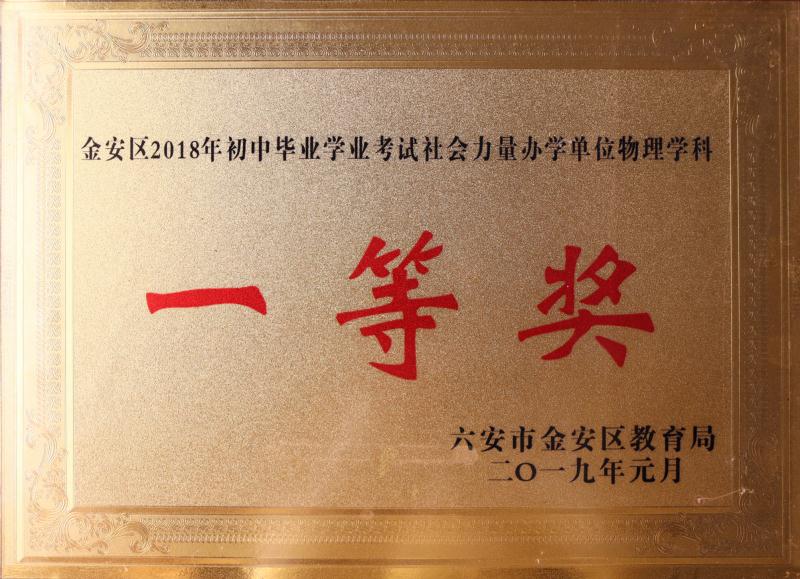 金安区2018年初中毕业学业考试社会力量办学单位物理学科
一等奖
六安市金安区教育局
二〇一九年元月